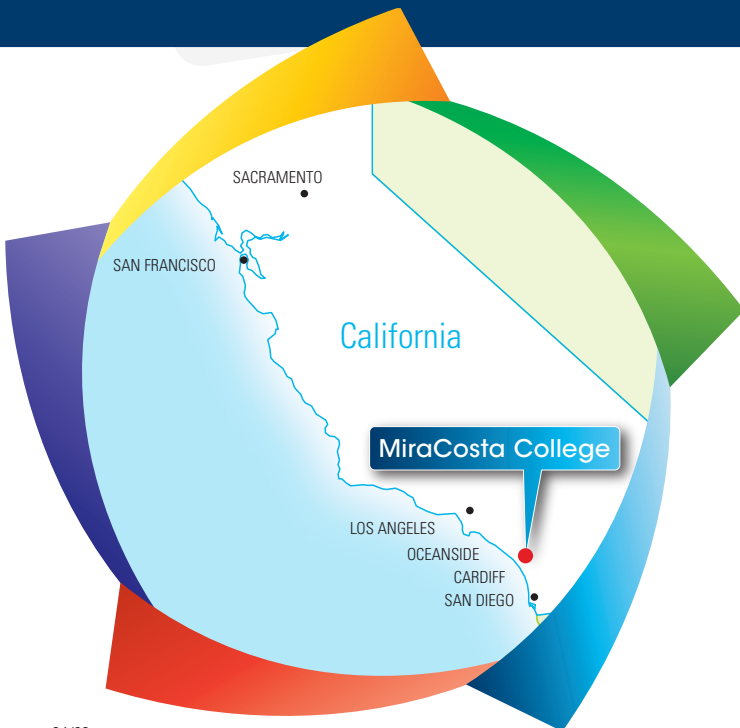 SACRAMENTO
SAN FRANCISCO
California
MiraCosta College
LOS ANGELES
OCEANSIDE
CARDIFF
SAN DIEGO